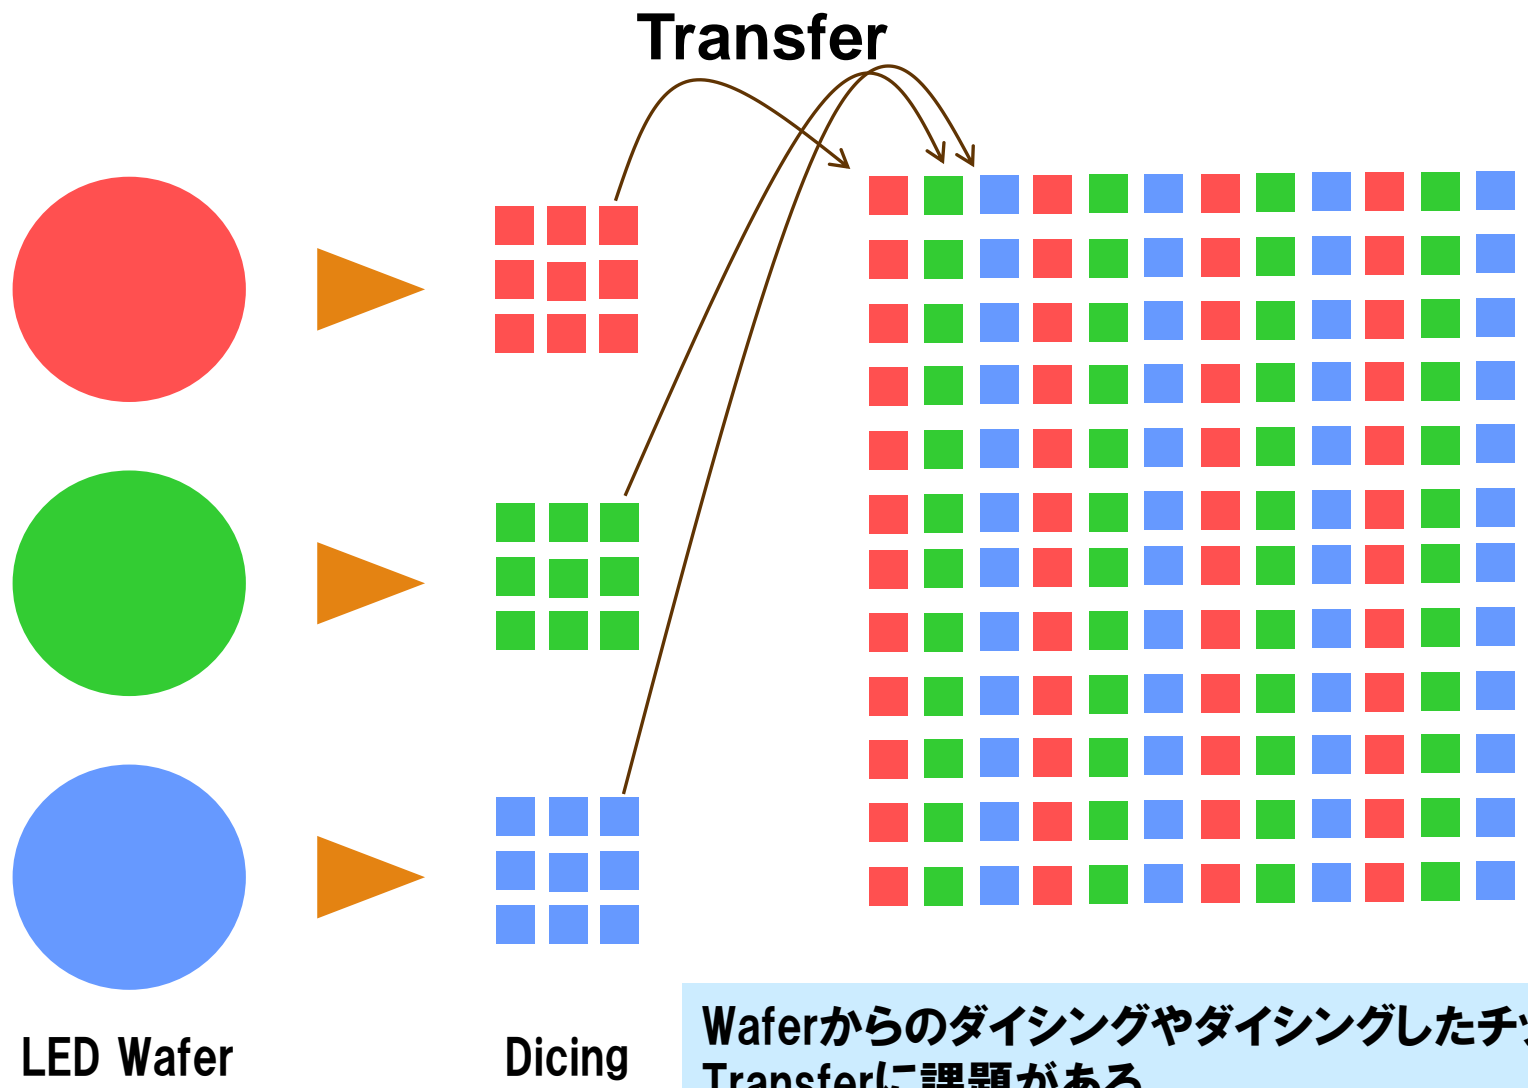 Transfer
LED Wafer
Dicing
Waferからのダイシングやダイシングしたチッ
Transferに課題がある